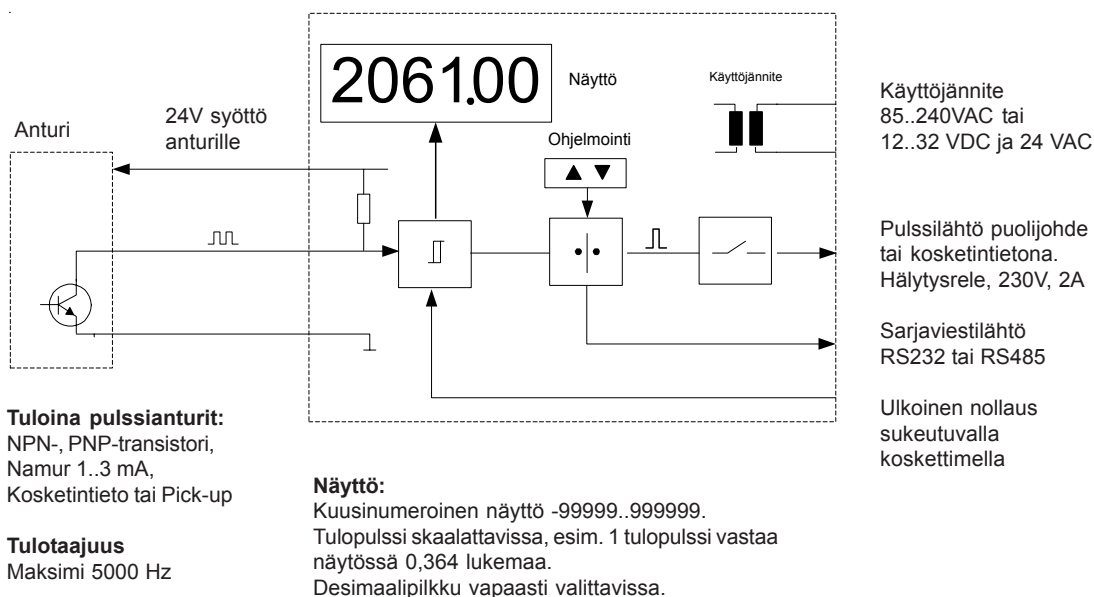 2061.00
Näyttö
Käyttöjännite
Ohjelmointi
Anturi
24V syöttö
anturille
Käyttöjännite
85..240VAC tai
12..32 VDC ja 24 VAC
Pulssilähtö puolijohde
tai kosketintietona.
Hälytysrele, 230V, 2A
Sarjaviestilähtö
RS232 tai RS485
Ulkoinen nollaus
sukeutuvalla
koskettimella
Tuloina pulssianturit:
NPN-, PNP-transistori,
Namur 1..3 mA,
Kosketintieto tai Pick-up
Tulotaajuus
Maksimi 5000 Hz
Näyttö:
Kuusinumeroinen näyttö -99999..999999.
Tulopulssi skaalattavissa, esim. 1 tulopulssi vastaa
näytössä 0,364 lukemaa.
Desimaalipilkku vapaasti valittavissa.